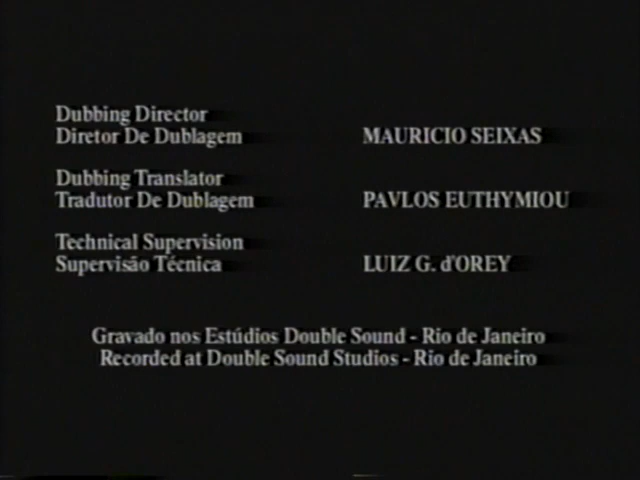 Dubbing Director
Diretor De Dublagem MAURICIO SEIXAS
Dubbing Translator
Tradutor De Dublagem PAVLOS EUTHYMIOU
Technical Supervision
Supervisão Técnica LUIZ G. d'OREY
Gravado nos Estúdios Double Sound - Rio de Janeiro
Recorded at Double Sound Studios - Rio de Janeiro